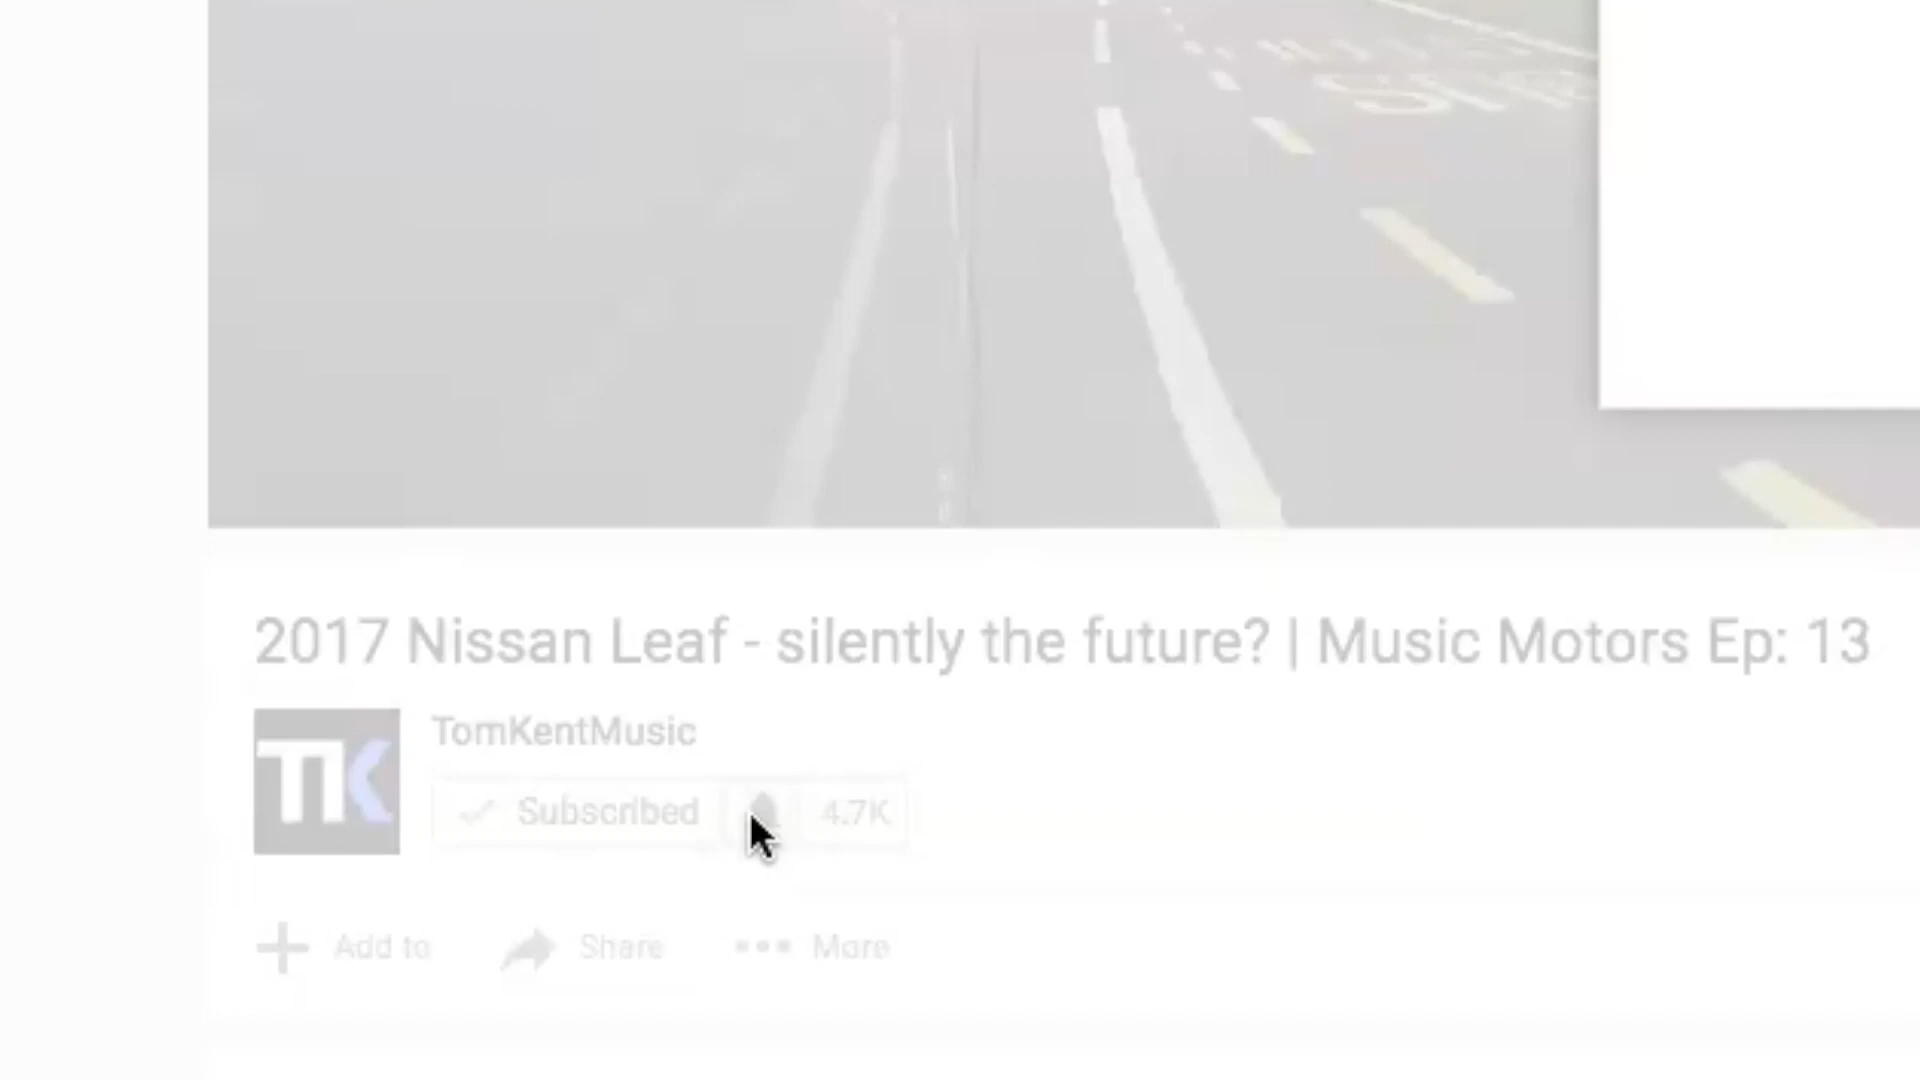 2017 Nissan Leaf - silently the future? | Music Motors Ep: 13
TK
TomKentMusic
Subscribed 4.7K
Add to Share More